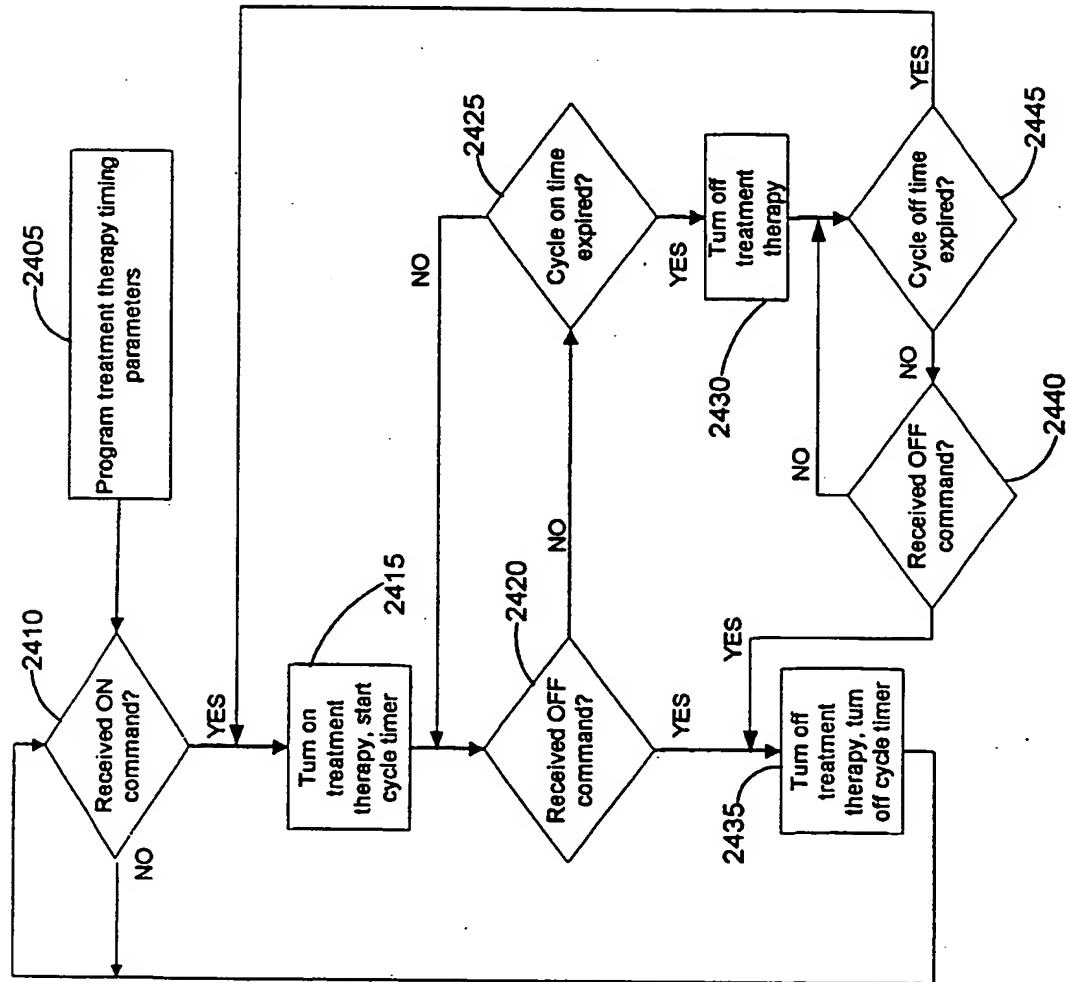 2405
Program treatment therapy timing
parameters
2410
Received ON
command?
NO
YES
2415
Turn on
treatment
therapy, start
cycle timer
2420
Received OFF
command?
NO
YES
2425
Cycle on time
expired?
NO
YES
2430
Turn off
treatment
therapy
2435
Turn off
treatment
therapy, turn
off cycle timer
2440
Received OFF
command?
NO
YES
2445
Cycle off time
expired?
NO
YES